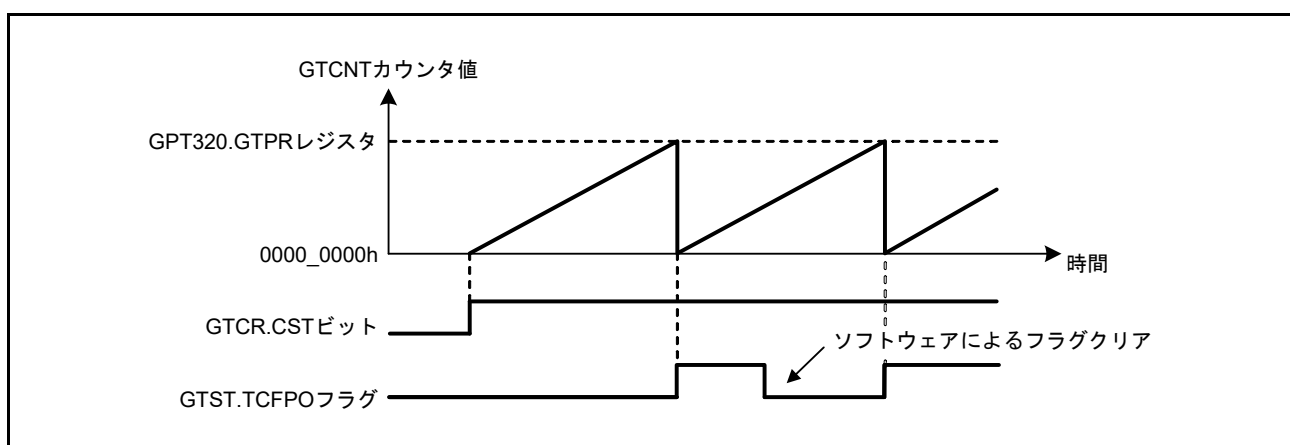 GTCNTカウンタ値
GPT320.GTPRレジスタ
0000_0000h
時間
GTCR.CSTビット
ソフトウェアによるフラグクリア
GTST.TCFPOフラグ